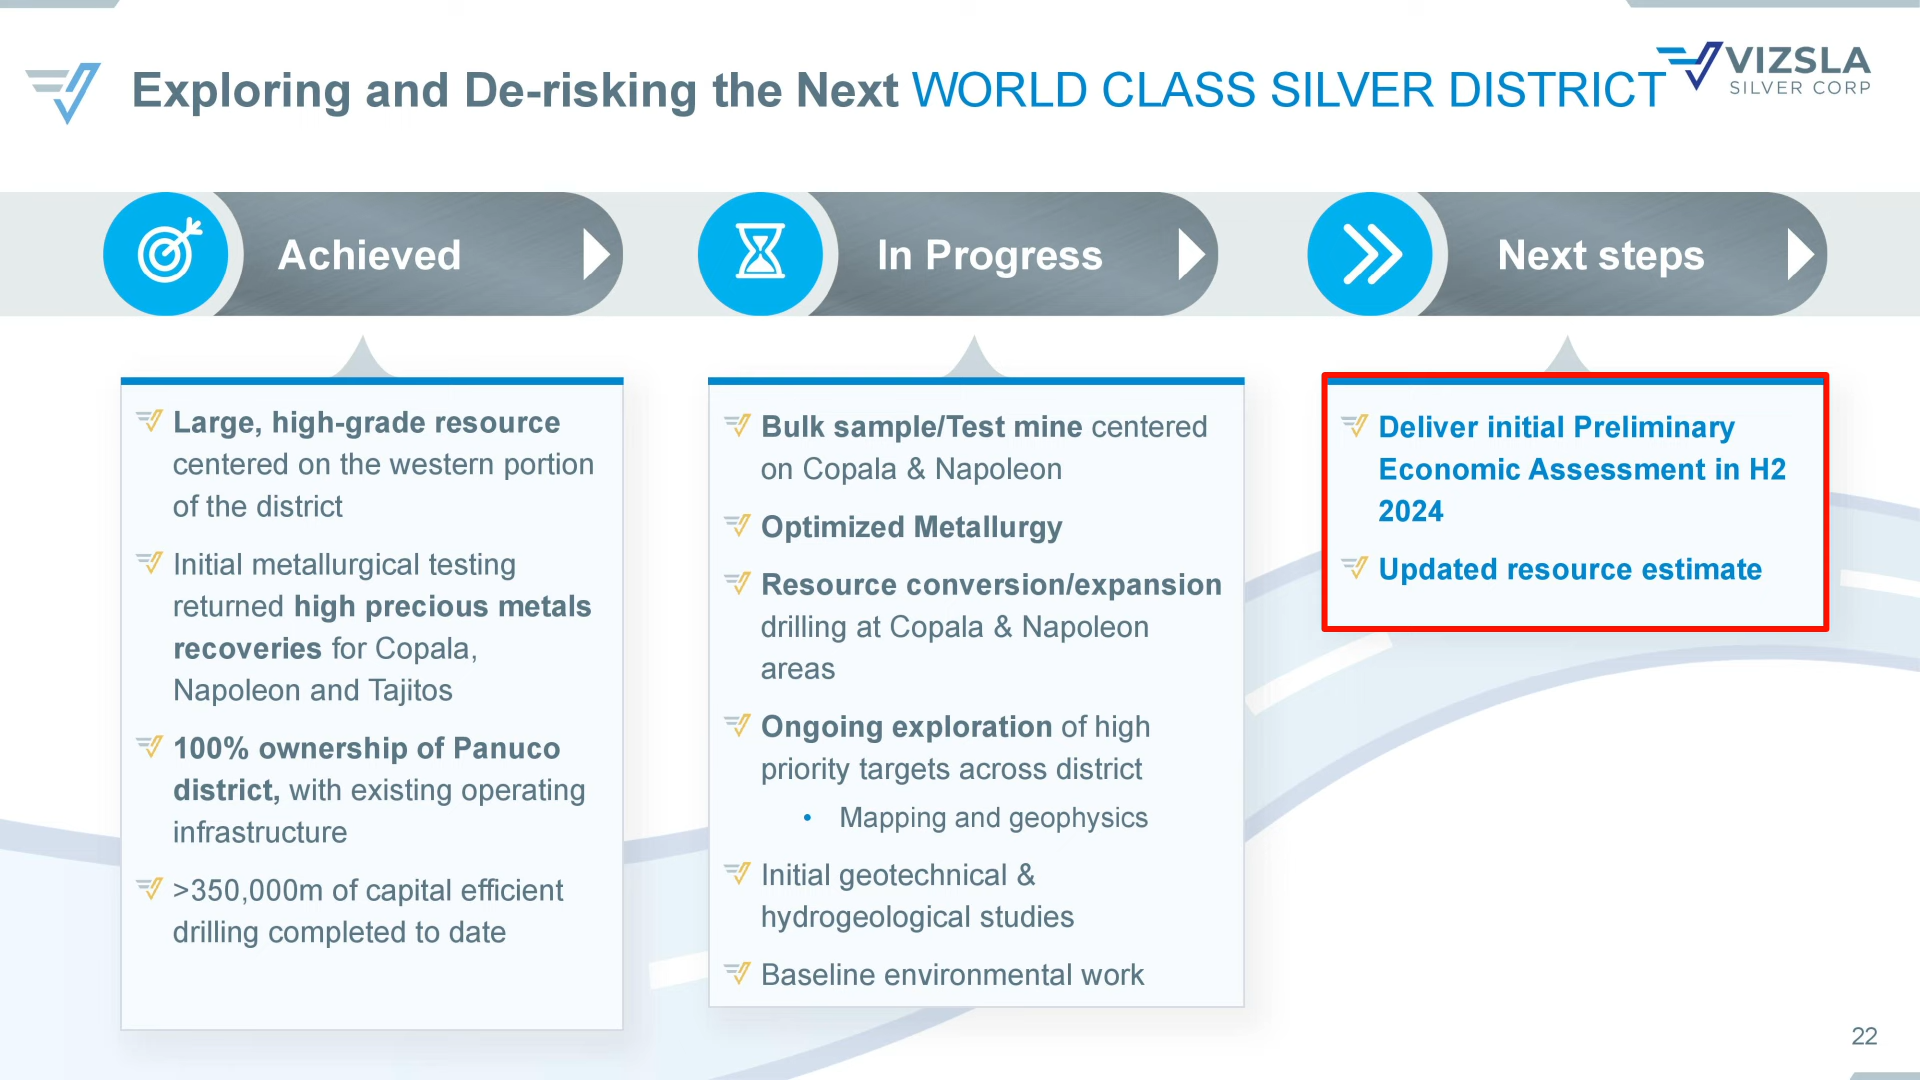 Exploring and De-risking the Next WORLD CLASS SILVER DISTRICT
VIZSLA
SILVER CORP
Achieved
In Progress
Next steps
Large, high-grade resource
centered on the western portion
of the district
Initial metallurgical testing
returned high precious metals
recoveries for Copala,
Napoleon and Tajitos
100% ownership of Panuco
district, with existing operating
infrastructure
>350,000m of capital efficient
drilling completed to date
Bulk sample/Test mine centered
on Copala & Napoleon
Optimized Metallurgy
Resource conversion/expansion
drilling at Copala & Napoleon
areas
Ongoing exploration of high
priority targets across district
• Mapping and geophysics
Initial geotechnical &
hydrogeological studies
Baseline environmental work
Deliver initial Preliminary
Economic Assessment in H2
2024
Updated resource estimate
22